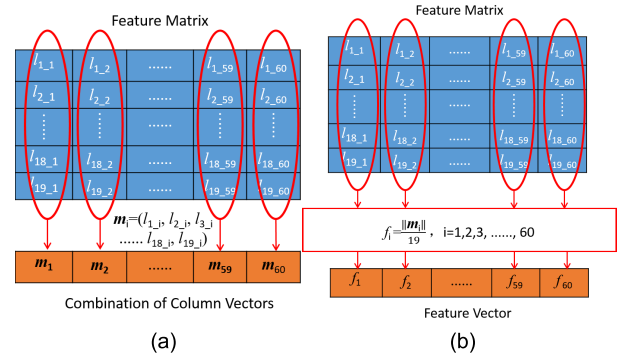 Feature Matrix
l1_1 l1_2 ...... l1_59 l1_60
l2_1 l2_2 ...... l2_59 l2_60
...... ...... ...... ...... ......
l18_1 l18_2 ...... l18_59 l18_60
l19_1 l19_2 ...... l19_59 l19_60
mi=(l1_i, l2_i, l3_i
...... l18_i, l19_i)
m1 m2 ...... m59 m60
Combination of Column Vectors
(a)
Feature Matrix
l1_1 l1_2 ...... l1_59 l1_60
l2_1 l2_2 ...... l2_59 l2_60
...... ...... ...... ...... ......
l18_1 l18_2 ...... l18_59 l18_60
l19_1 l19_2 ...... l19_59 l19_60
fi=‖mi‖/19, i=1,2,3, ......, 60
f1 f2 ...... f59 f60
Feature Vector
(b)